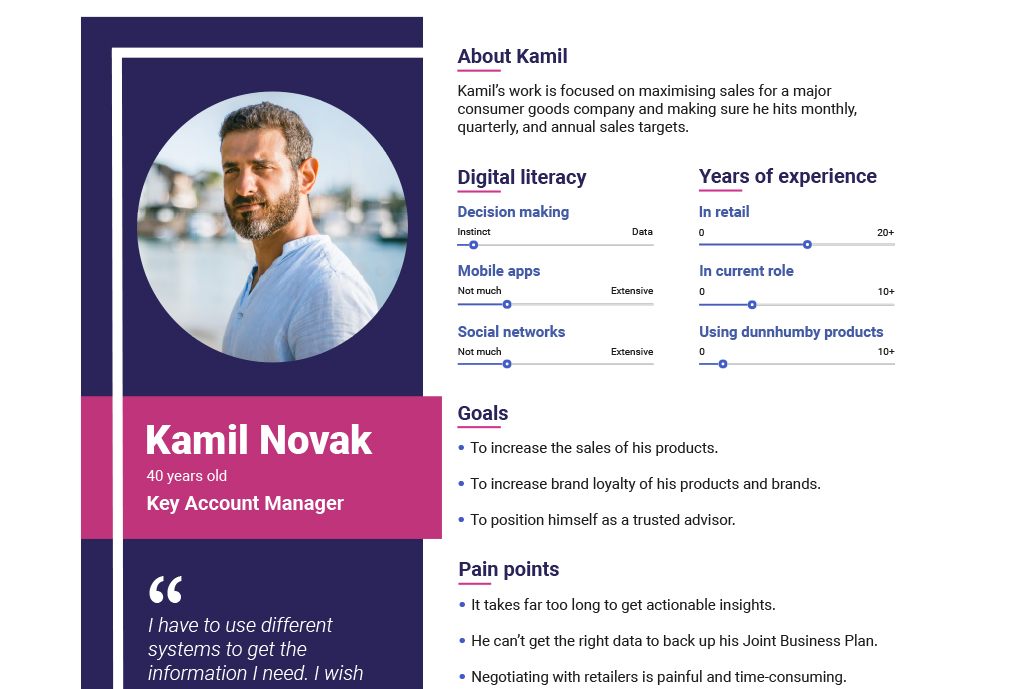 Kamil Novak
40 years old
Key Account Manager
“
I have to use different
systems to get the
information I need. I wish
About Kamil
Kamil’s work is focused on maximising sales for a major
consumer goods company and making sure he hits monthly,
quarterly, and annual sales targets.
Digital literacy
Decision making
Instinct Data
Mobile apps
Not much Extensive
Social networks
Not much Extensive
Years of experience
In retail
0 20+
In current role
0 10+
Using dunnhumby products
0 10+
Goals
• To increase the sales of his products.
• To increase brand loyalty of his products and brands.
• To position himself as a trusted advisor.
Pain points
• It takes far too long to get actionable insights.
• He can’t get the right data to back up his Joint Business Plan.
• Negotiating with retailers is painful and time-consuming.